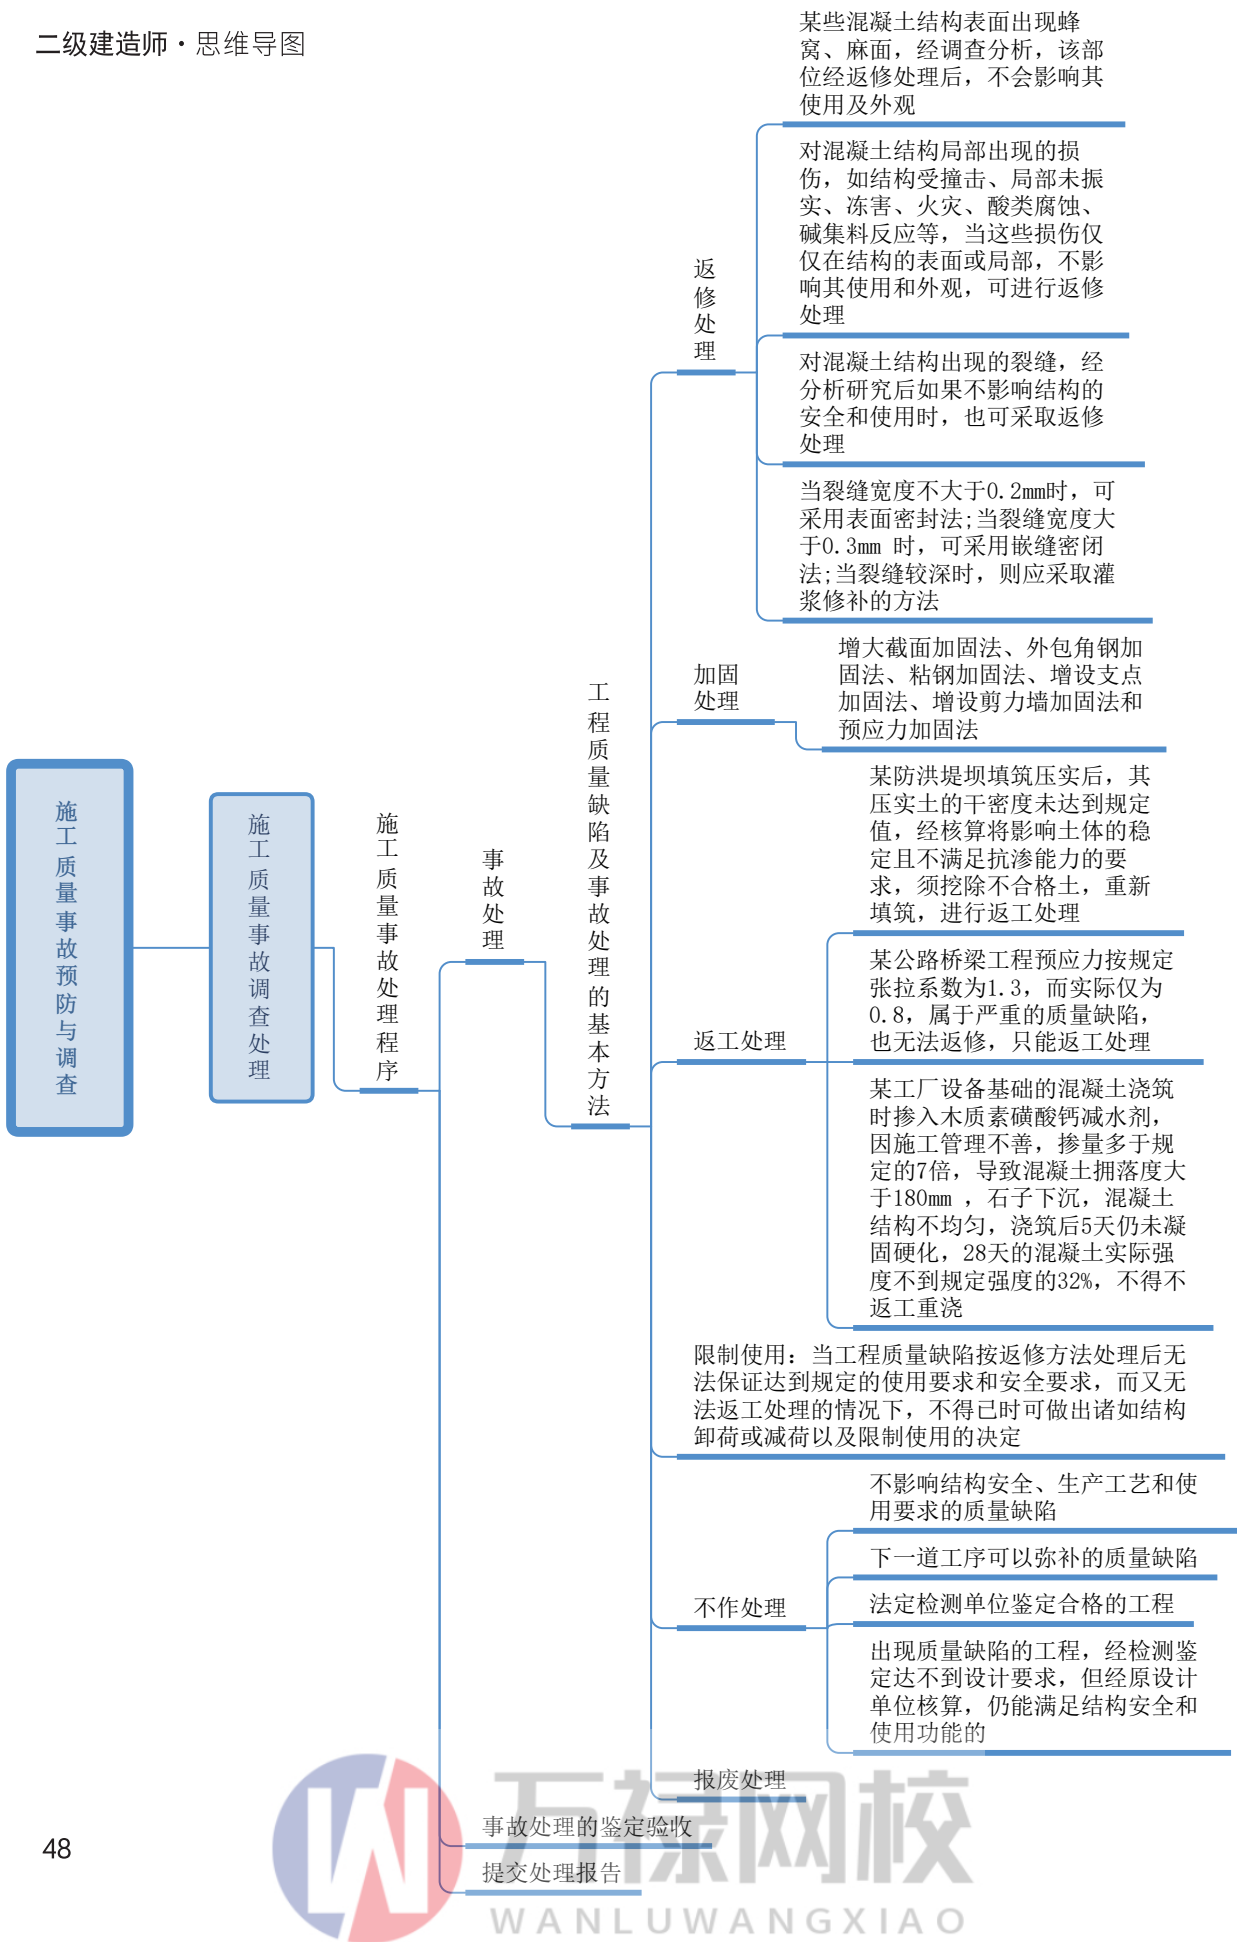 二级建造师·思维导图
某些混凝土结构表面出现蜂
窝、麻面，经调查分析，该部
位经返修处理后，不会影响其
使用及外观
对混凝土结构局部出现的损
伤，如结构受撞击、局部未振
实、冻害、火灾、酸类腐蚀、
碱集料反应等，当这些损伤仅
仅在结构的表面或局部，不影
响其使用和外观，可进行返修
处理
返修处理
对混凝土结构出现的裂缝，经
分析研究后如果不影响结构的
安全和使用时，也可采取返修
处理
当裂缝宽度不大于0.2mm时，可
采用表面密封法;当裂缝宽度大
于0.3mm 时，可采用嵌缝密闭
法;当裂缝较深时，则应采取灌
浆修补的方法
加固
处理
增大截面加固法、外包角钢加
固法、粘钢加固法、增设支点
加固法、增设剪力墙加固法和
预应力加固法
施工质量事故预防与调查
施工质量事故调查处理
施工质量事故处理程序
事故处理
工程质量缺陷及事故处理的基本方法
某防洪堤坝填筑压实后，其
压实土的干密度未达到规定
值，经核算将影响土体的稳
定且不满足抗渗能力的要
求，须挖除不合格土，重新
填筑，进行返工处理
返工处理
某公路桥梁工程预应力按规定
张拉系数为1.3，而实际仅为
0.8，属于严重的质量缺陷，
也无法返修，只能返工处理
某工厂设备基础的混凝土浇筑
时掺入木质素磺酸钙减水剂，
因施工管理不善，掺量多于规
定的7倍，导致混凝土拥落度大
于180mm ，石子下沉，混凝土
结构不均匀，浇筑后5天仍未凝
固硬化，28天的混凝土实际强
度不到规定强度的32%，不得不
返工重浇
限制使用：当工程质量缺陷按返修方法处理后无
法保证达到规定的使用要求和安全要求，而又无
法返工处理的情况下，不得已时可做出诸如结构
卸荷或减荷以及限制使用的决定
不影响结构安全、生产工艺和使
用要求的质量缺陷
下一道工序可以弥补的质量缺陷
不作处理
法定检测单位鉴定合格的工程
出现质量缺陷的工程，经检测鉴
定达不到设计要求，但经原设计
单位核算，仍能满足结构安全和
使用功能的
报废处理
事故处理的鉴定验收
提交处理报告
万禄网校
WANLUWANGXIAO
48